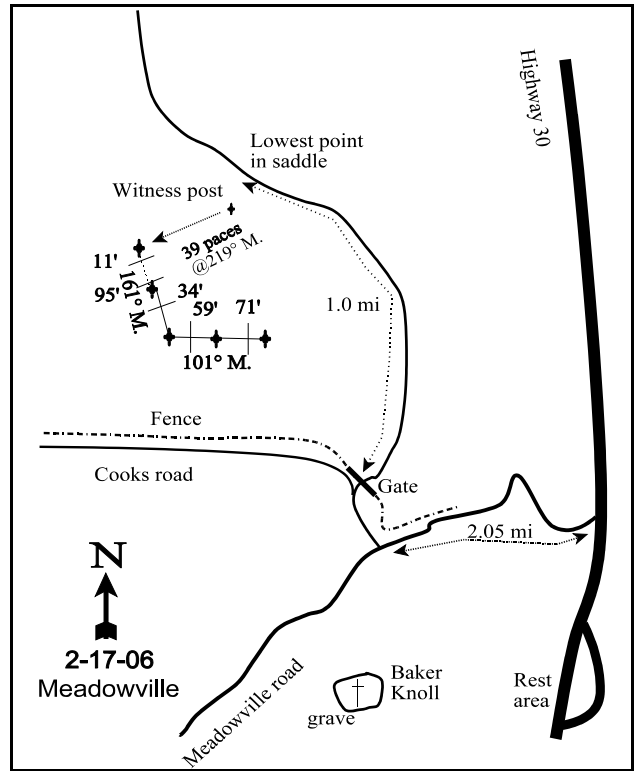 Highway 30
Lowest point
in saddle
Witness post
39 paces
@219° M.
11'
95'
161° M.
34'
59'
71'
101° M.
1.0 mi
Fence
Cooks road
Gate
2.05 mi
N
2-17-06
Meadowville
Meadowville road
Baker
Knoll
grave
Rest
area